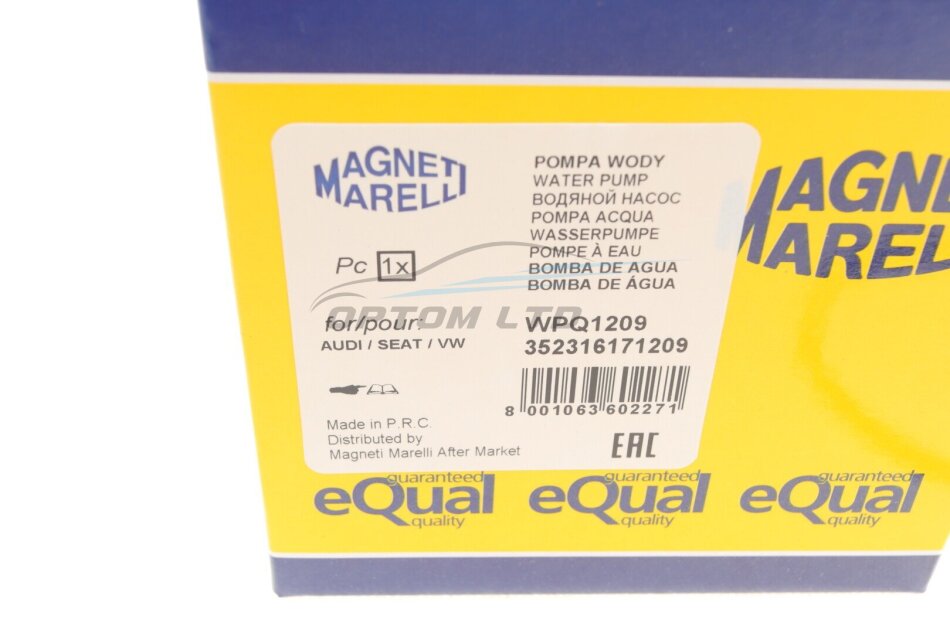 MAGNETI
MARELLI
POMPA WODY
WATER PUMP
ВОДЯНОЙ НАСОС
POMPA ACQUA
WASSERPUMPE
POMPE À EAU
BOMBA DE AGUA
BOMBA DE ÁGUA
Pc 1x
OPTOM LTD
for/pour:
AUDI / SEAT / VW
WPQ1209
352316171209
8 001063 602271
Made in P.R.C.
Distributed by
Magneti Marelli After Market
EAC
MAGNE
MARELL
guaranteed
eQual
quality
guaranteed
eQual
quality
guaranteed
eQual
quality